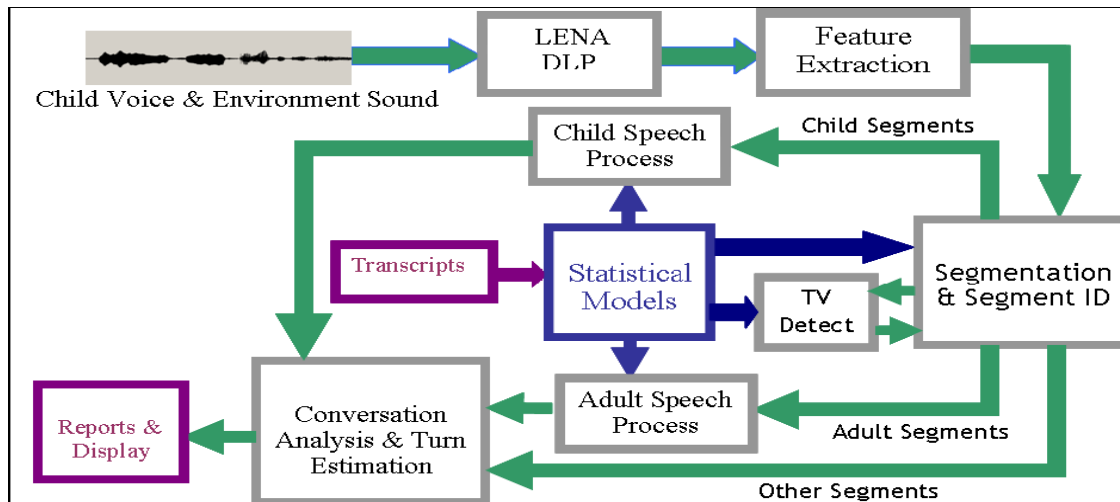 LENA
DLP
Feature
Extraction
Child Voice & Environment Sound
Child Speech
Process
Child Segments
Transcripts
Statistical
Models
TV
Detect
Segmentation
& Segment ID
Reports &
Display
Conversation
Analysis & Turn
Estimation
Adult Speech
Process
Adult Segments
Other Segments